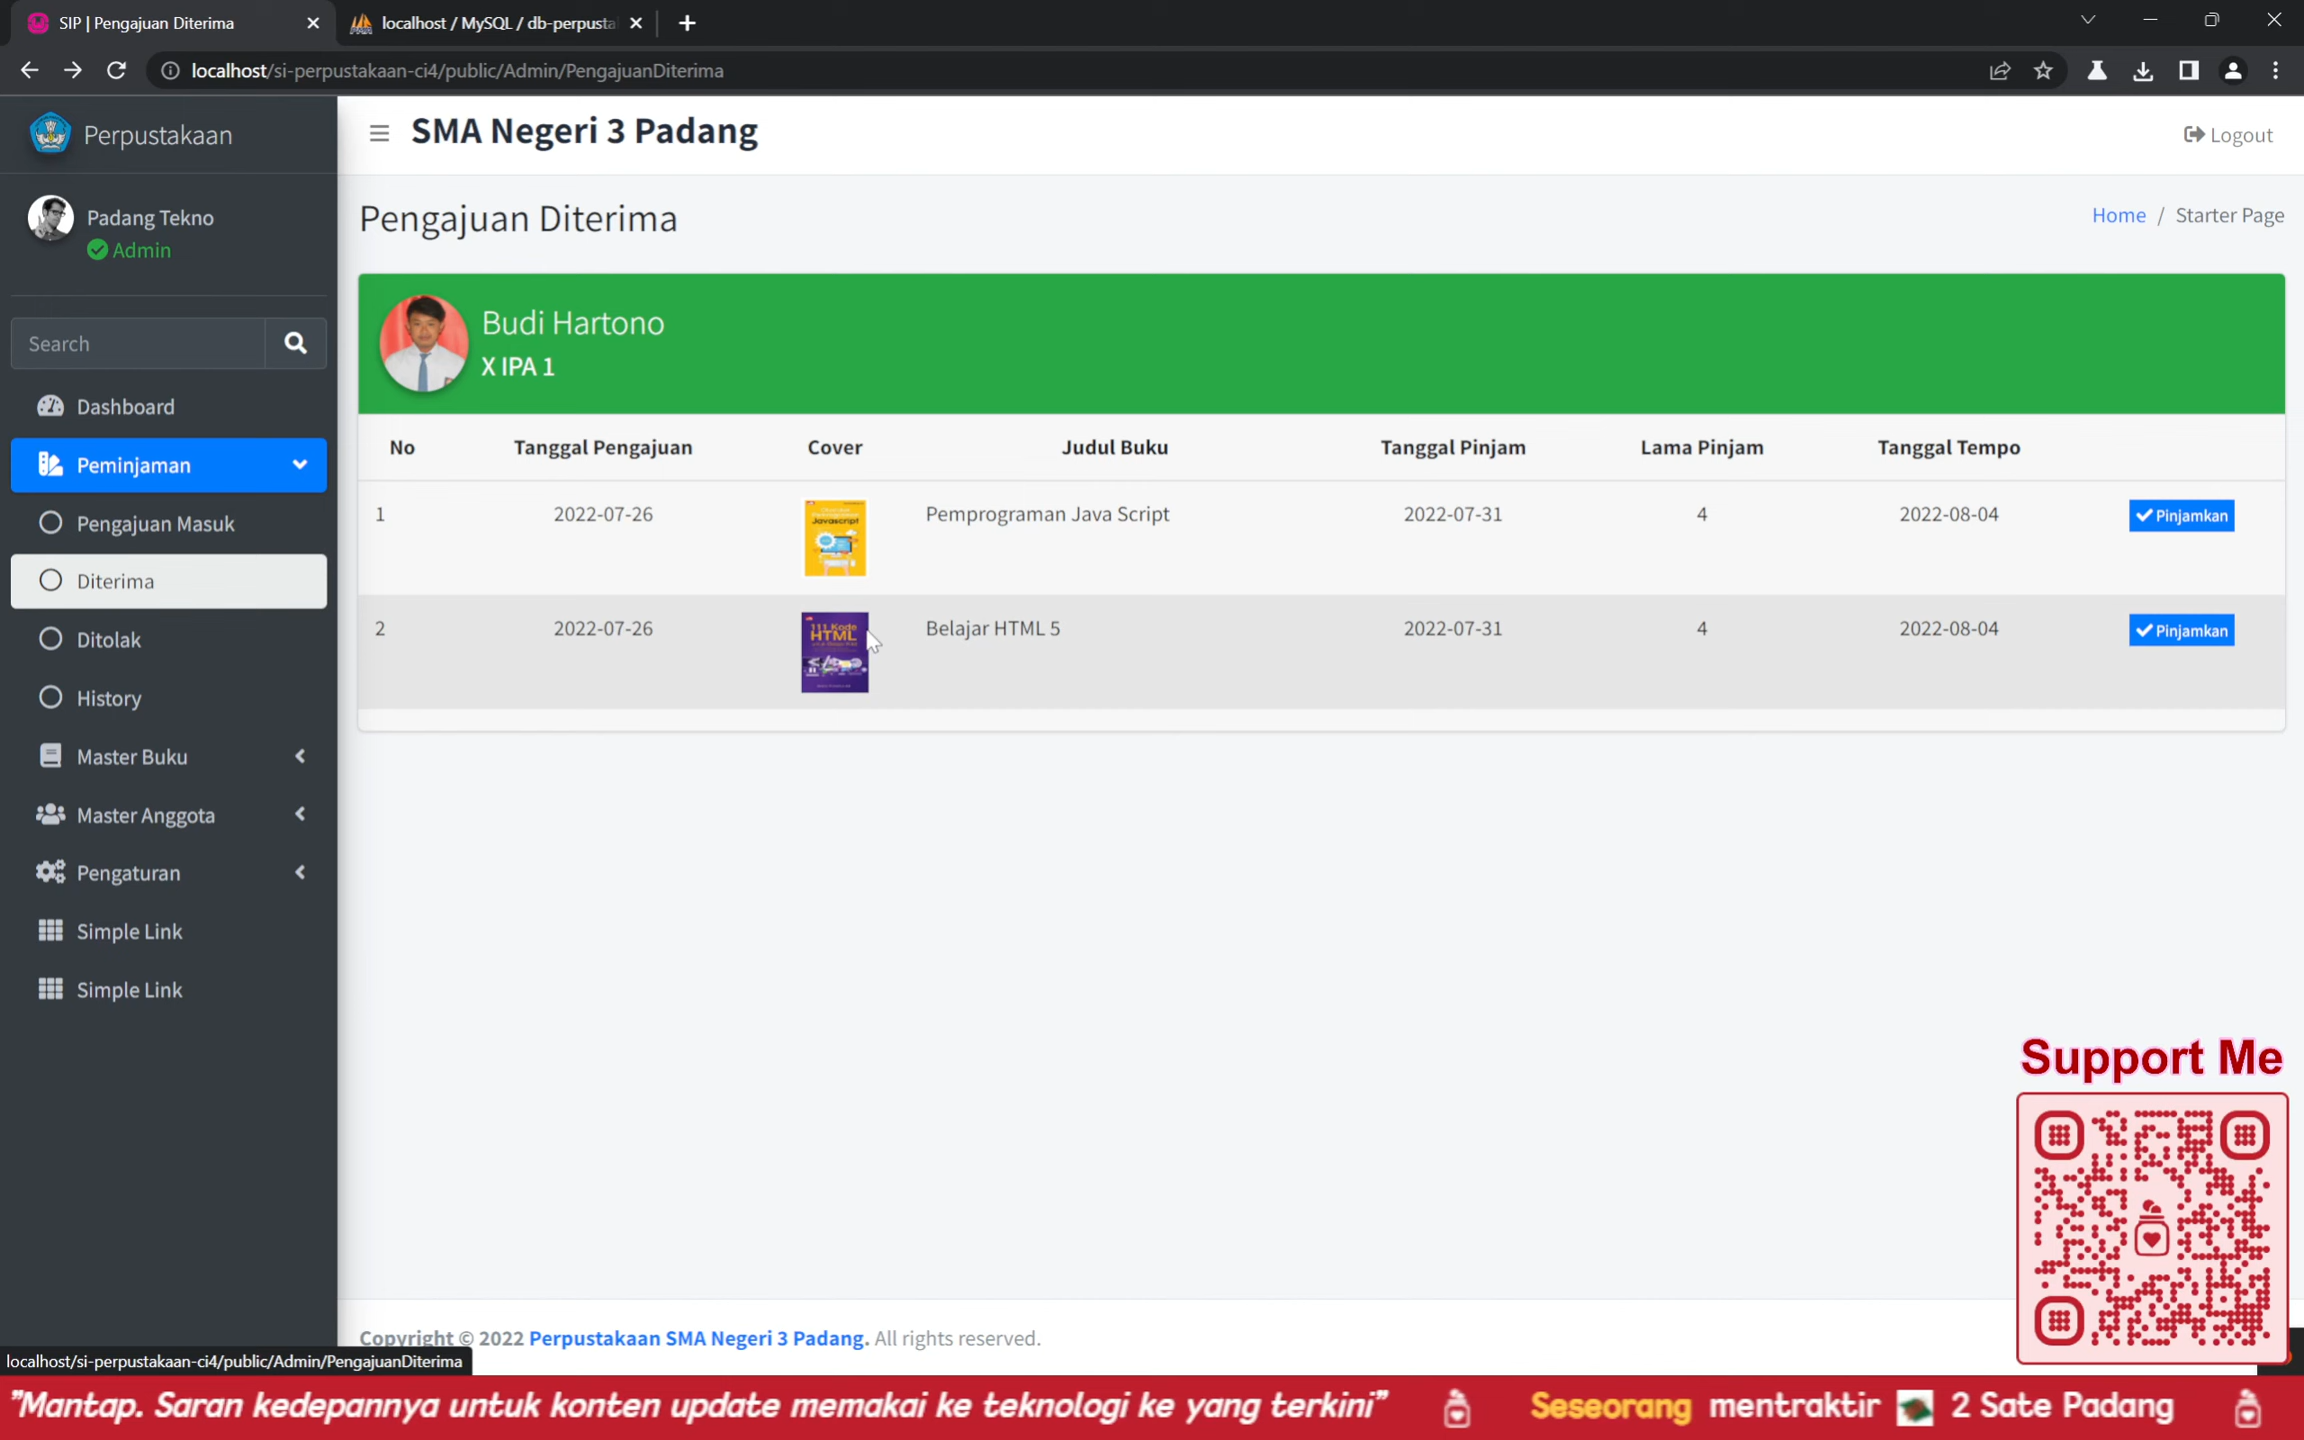 SIP | Pengajuan Diterima
localhost / MySQL / db-perpusta
localhost/si-perpustakaan-ci4/public/Admin/PengajuanDiterima
Perpustakaan
SMA Negeri 3 Padang
Logout
Padang Tekno
Admin
Pengajuan Diterima
Home / Starter Page
Search
Budi Hartono
X IPA 1
Dashboard
Peminjaman
Pengajuan Masuk
Diterima
Ditolak
History
Master Buku
Master Anggota
Pengaturan
Simple Link
Simple Link
No Tanggal Pengajuan Cover Judul Buku Tanggal Pinjam Lama Pinjam Tanggal Tempo
1 2022-07-26 Javascript Pemprograman Java Script 2022-07-31 4 2022-08-04 Pinjamkan
2 2022-07-26 111 Kode HTML Belajar HTML 5 2022-07-31 4 2022-08-04 Pinjamkan
Support Me
Copyright © 2022 Perpustakaan SMA Negeri 3 Padang. All rights reserved.
localhost/si-perpustakaan-ci4/public/Admin/PengajuanDiterima
"Mantap. Saran kedepannya untuk konten update memakai ke teknologi ke yang terkini" Seseorang mentraktir 2 Sate Padang